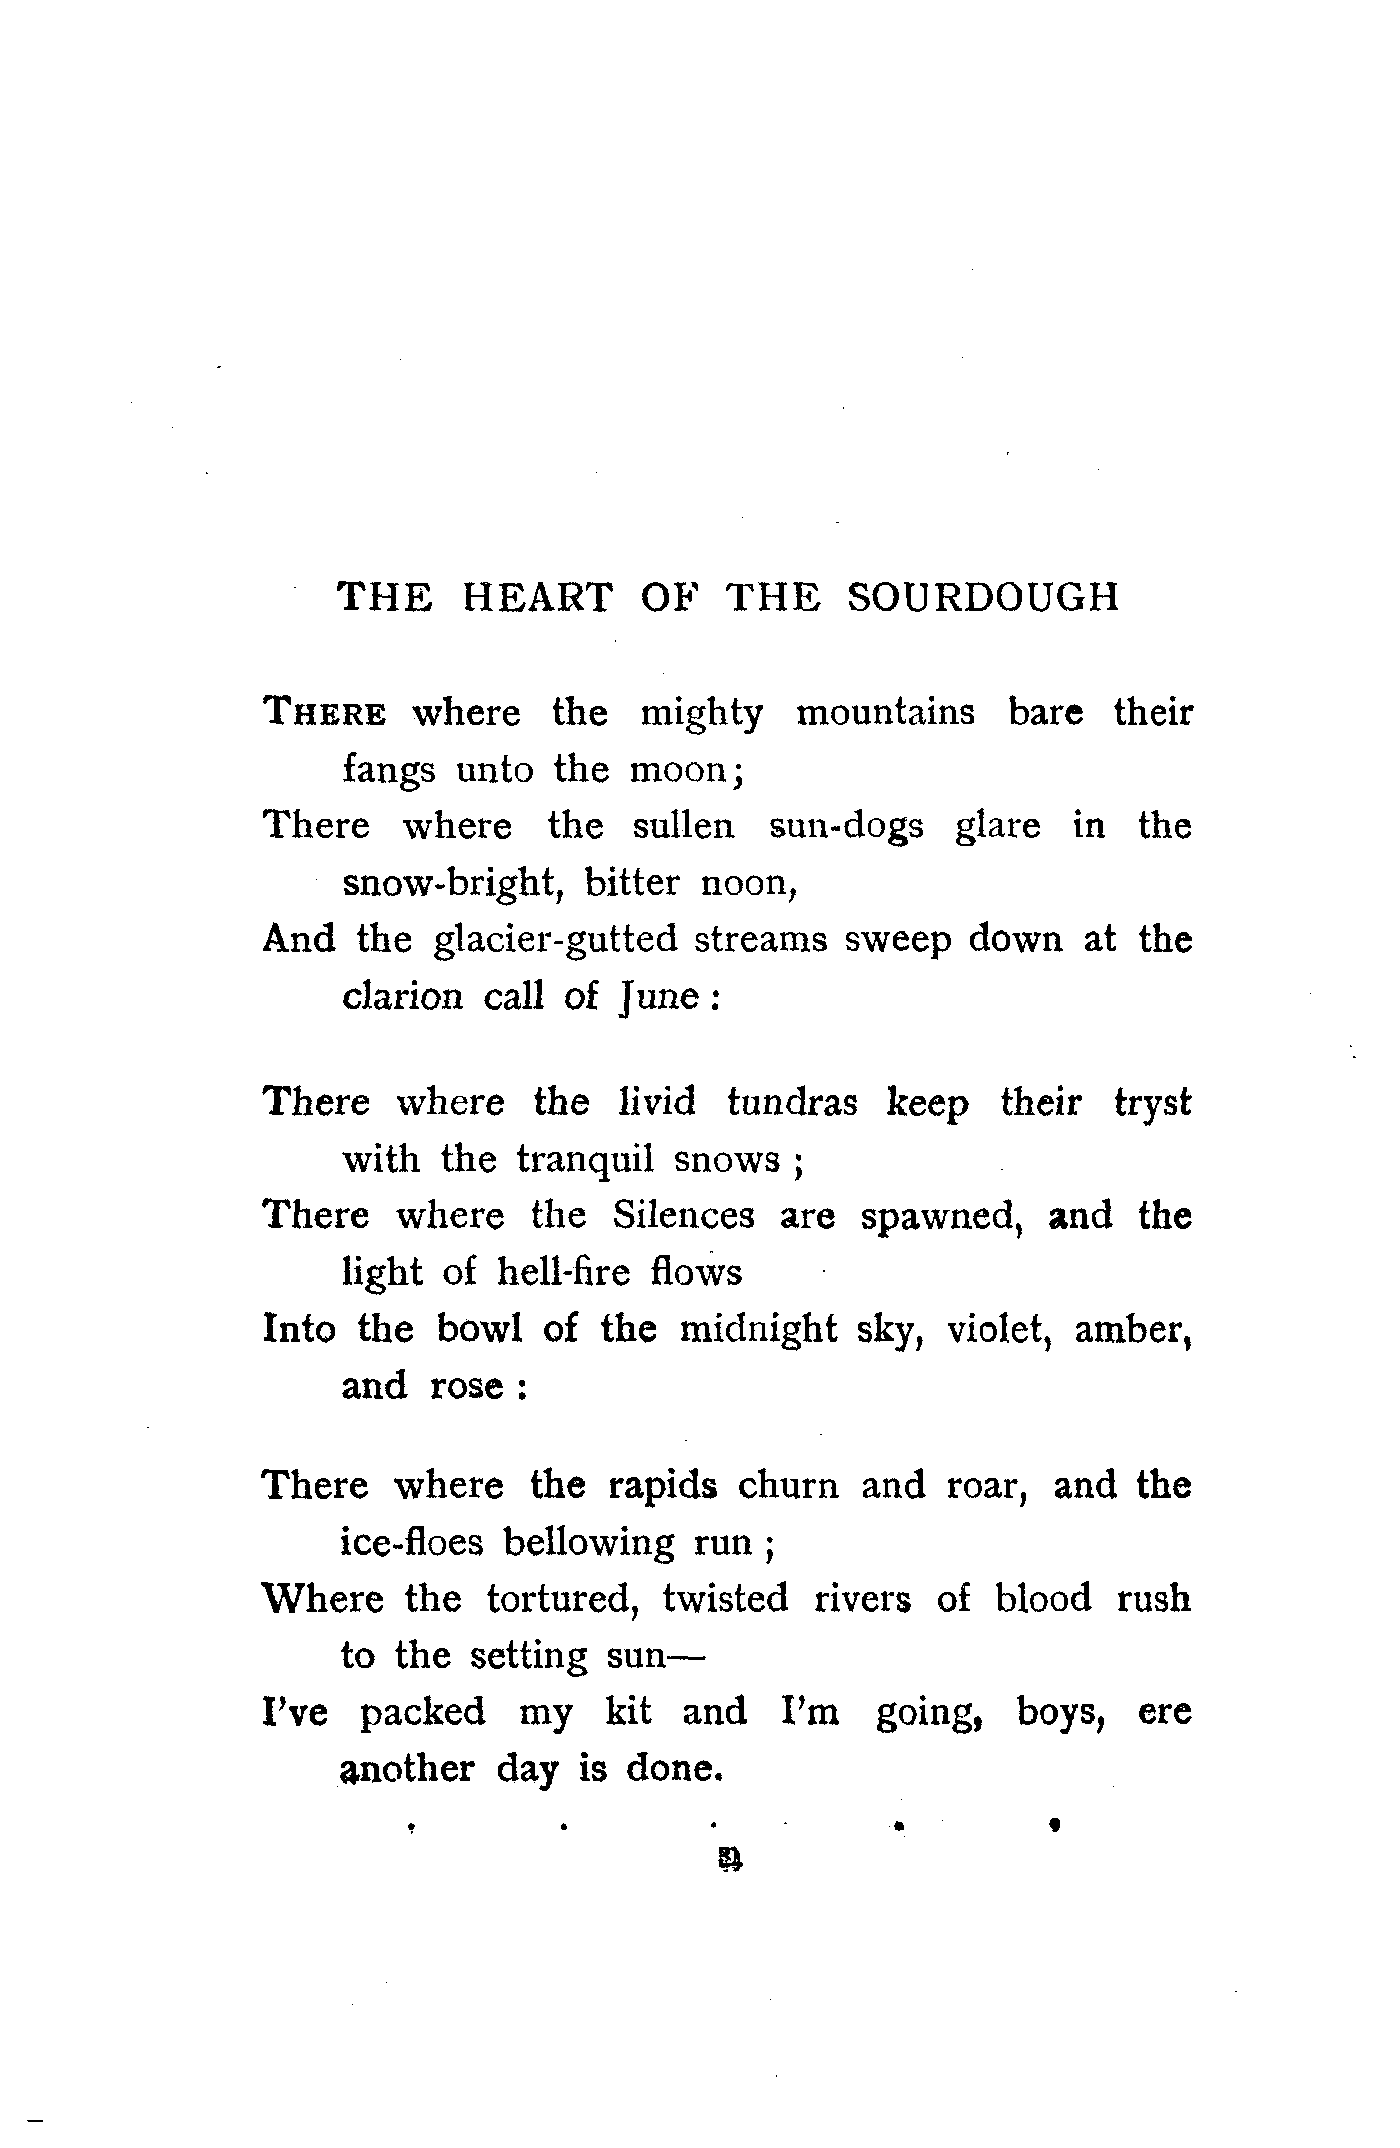 THE HEART OF THE SOURDOUGH
THERE where the mighty mountains bare their
fangs unto the moon;
There where the sullen sun-dogs glare in the
snow-bright, bitter noon,
And the glacier-gutted streams sweep down at the
clarion call of June :
There where the livid tundras keep their tryst
with the tranquil snows ;
There where the Silences are spawned, and the
light of hell-fire flows
Into the bowl of the midnight sky, violet, amber,
and rose :
There where the rapids churn and roar, and the
ice-floes bellowing run ;
Where the tortured, twisted rivers of blood rush
to the setting sun—
I've packed my kit and I'm going, boys, ere
another day is done.
. . . . .